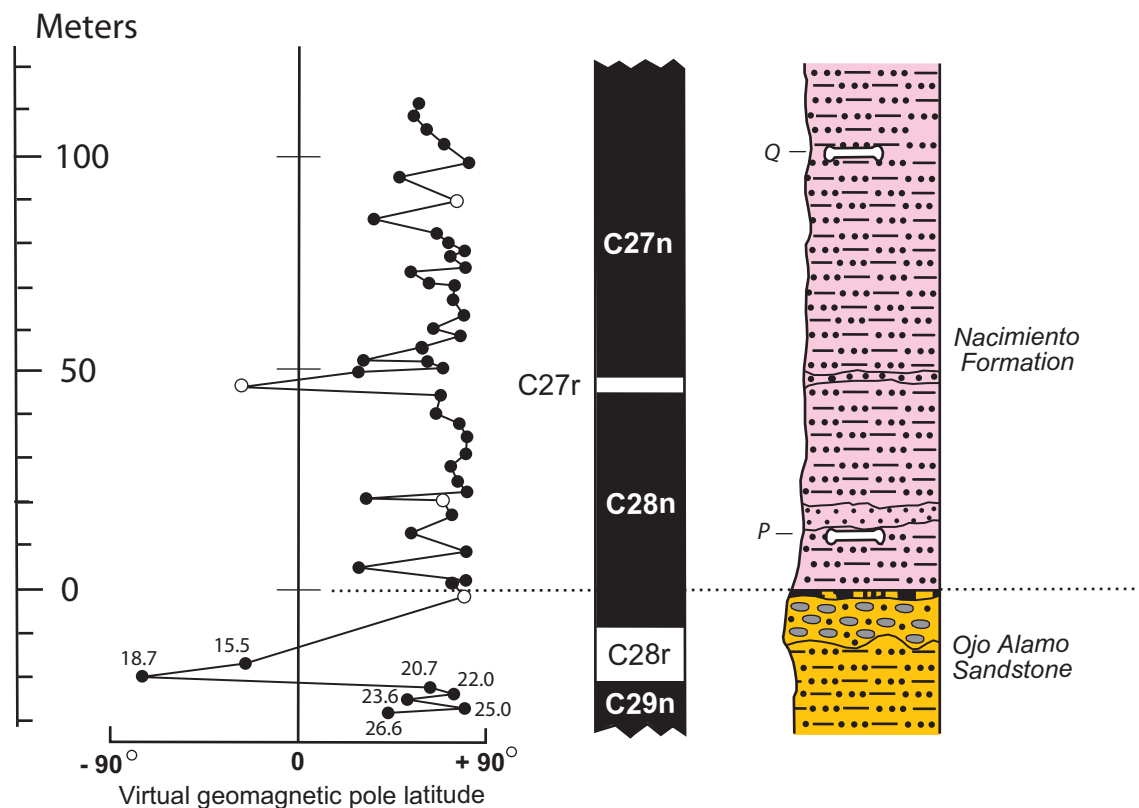 Meters
100
50
0
15.5
18.7
20.7
22.0
23.6
25.0
26.6
- 90°
0
+ 90°
Virtual geomagnetic pole latitude
C27n
C27r
C28n
C28r
C29n
Q
P
Nacimiento
Formation
Ojo Alamo
Sandstone